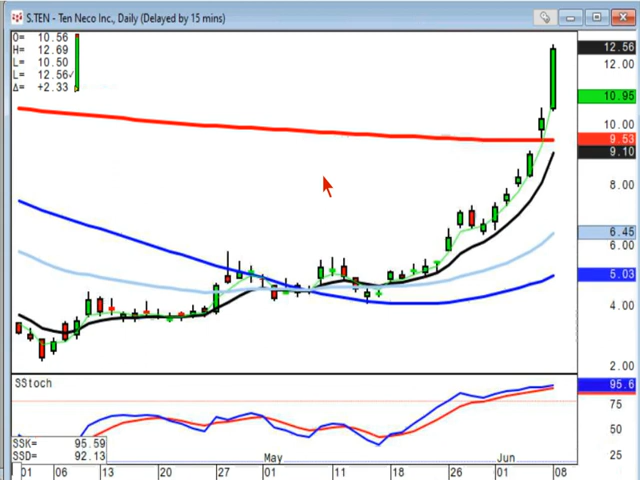 S.TEN - Ten Neco Inc., Daily (Delayed by 15 mins)
O= 10.56
H= 12.69
L= 10.50
L= 12.56✓
Δ= +2.33
12.56
12.00
10.95
10.00
9.53
9.10
8.00
6.45
6.00
5.03
4.00
2.00
SStoch
95.6
75
50
25
SSK= 95.59
SSD= 92.13
May
Jun
01
06
13
20
27
04
11
18
26
01
08